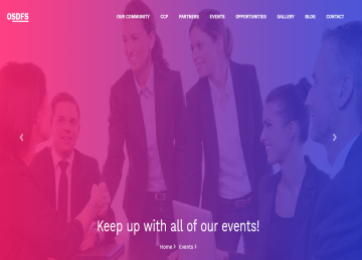 OSDFS
OUR COMMUNITY CCP PARTNERS EVENTS OPPORTUNITIES GALLERY BLOG CONTACT
Keep up with all of our events!
Home › Events ›